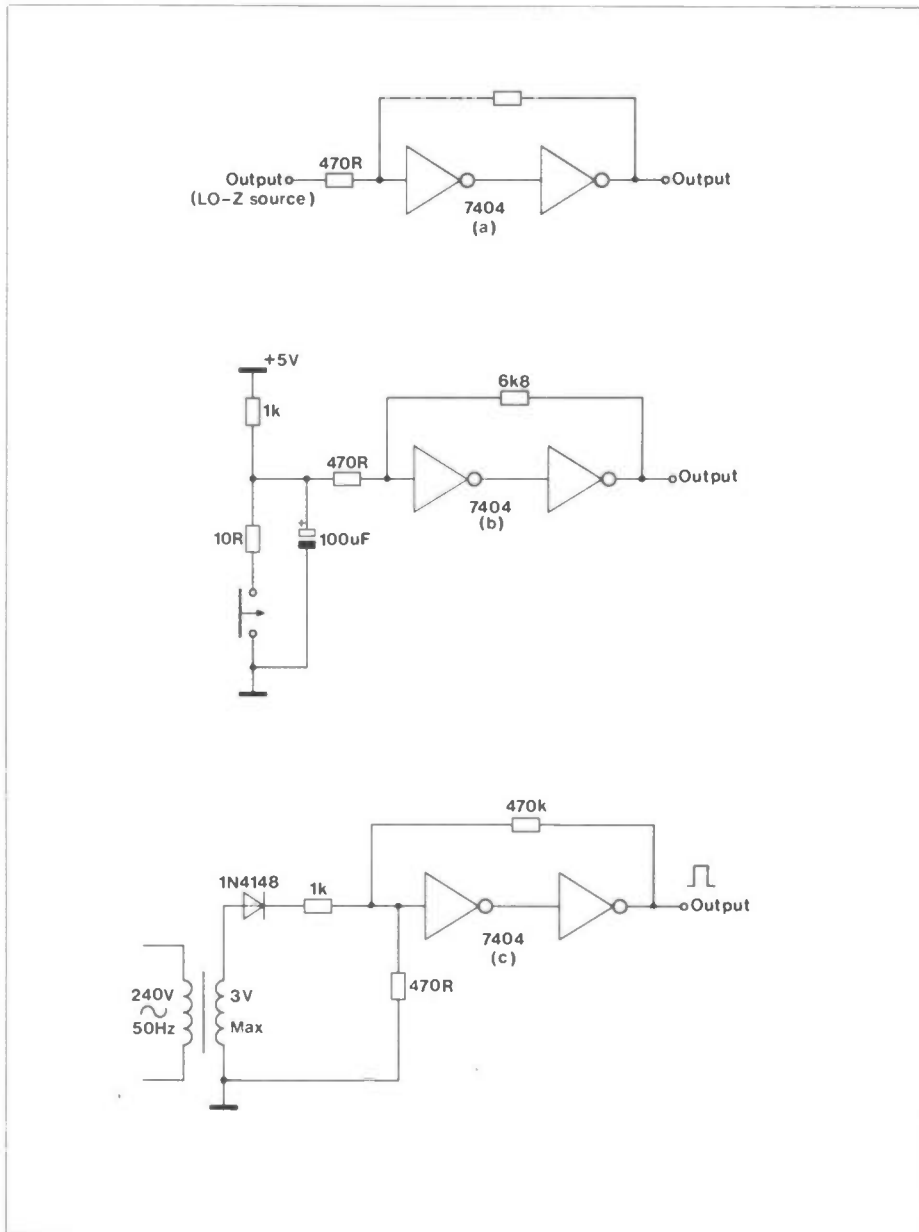 470R
Output
(LO-Z source)
7404
(a)
Output
+5V
1k
6k8
470R
10R
+
100uF
7404
(b)
Output
470k
1N4148
1k
7404
(c)
Output
470R
240V
50Hz
3V
Max